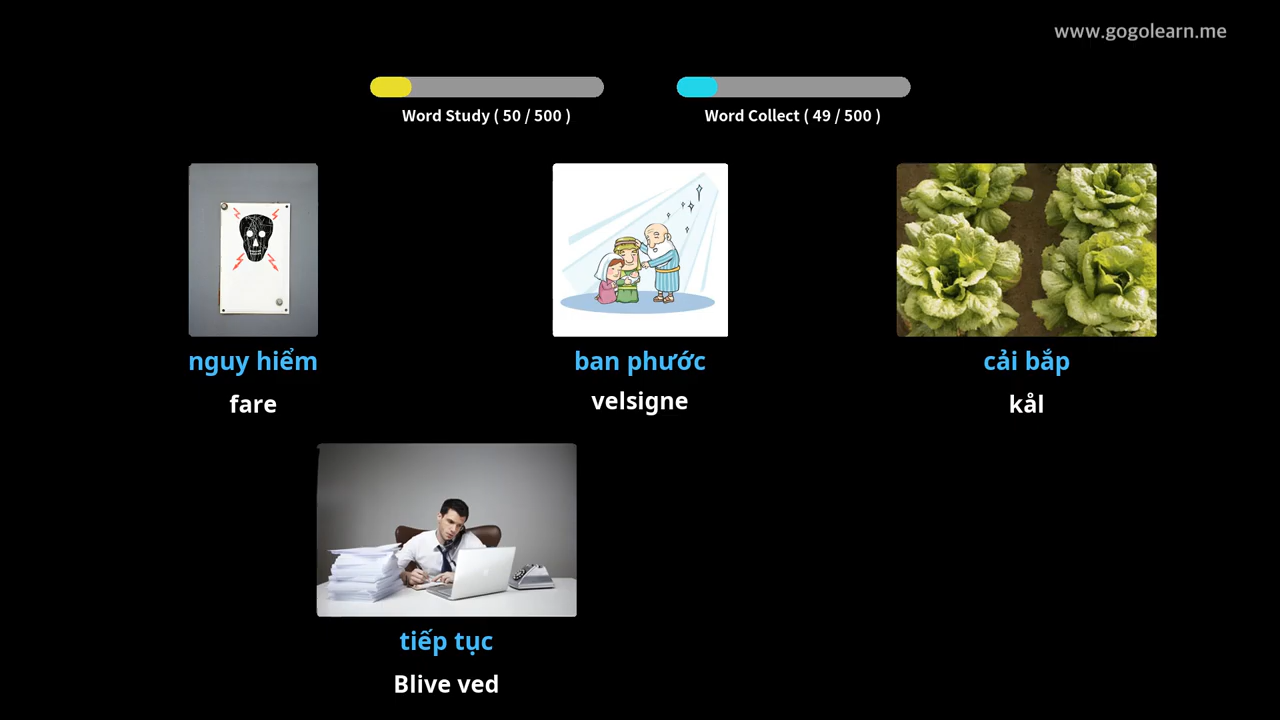 www.gogolearn.me
Word Study ( 50 / 500 )
Word Collect ( 49 / 500 )
nguy hiểm
fare
ban phước
velsigne
cải bắp
kål
tiếp tục
Blive ved